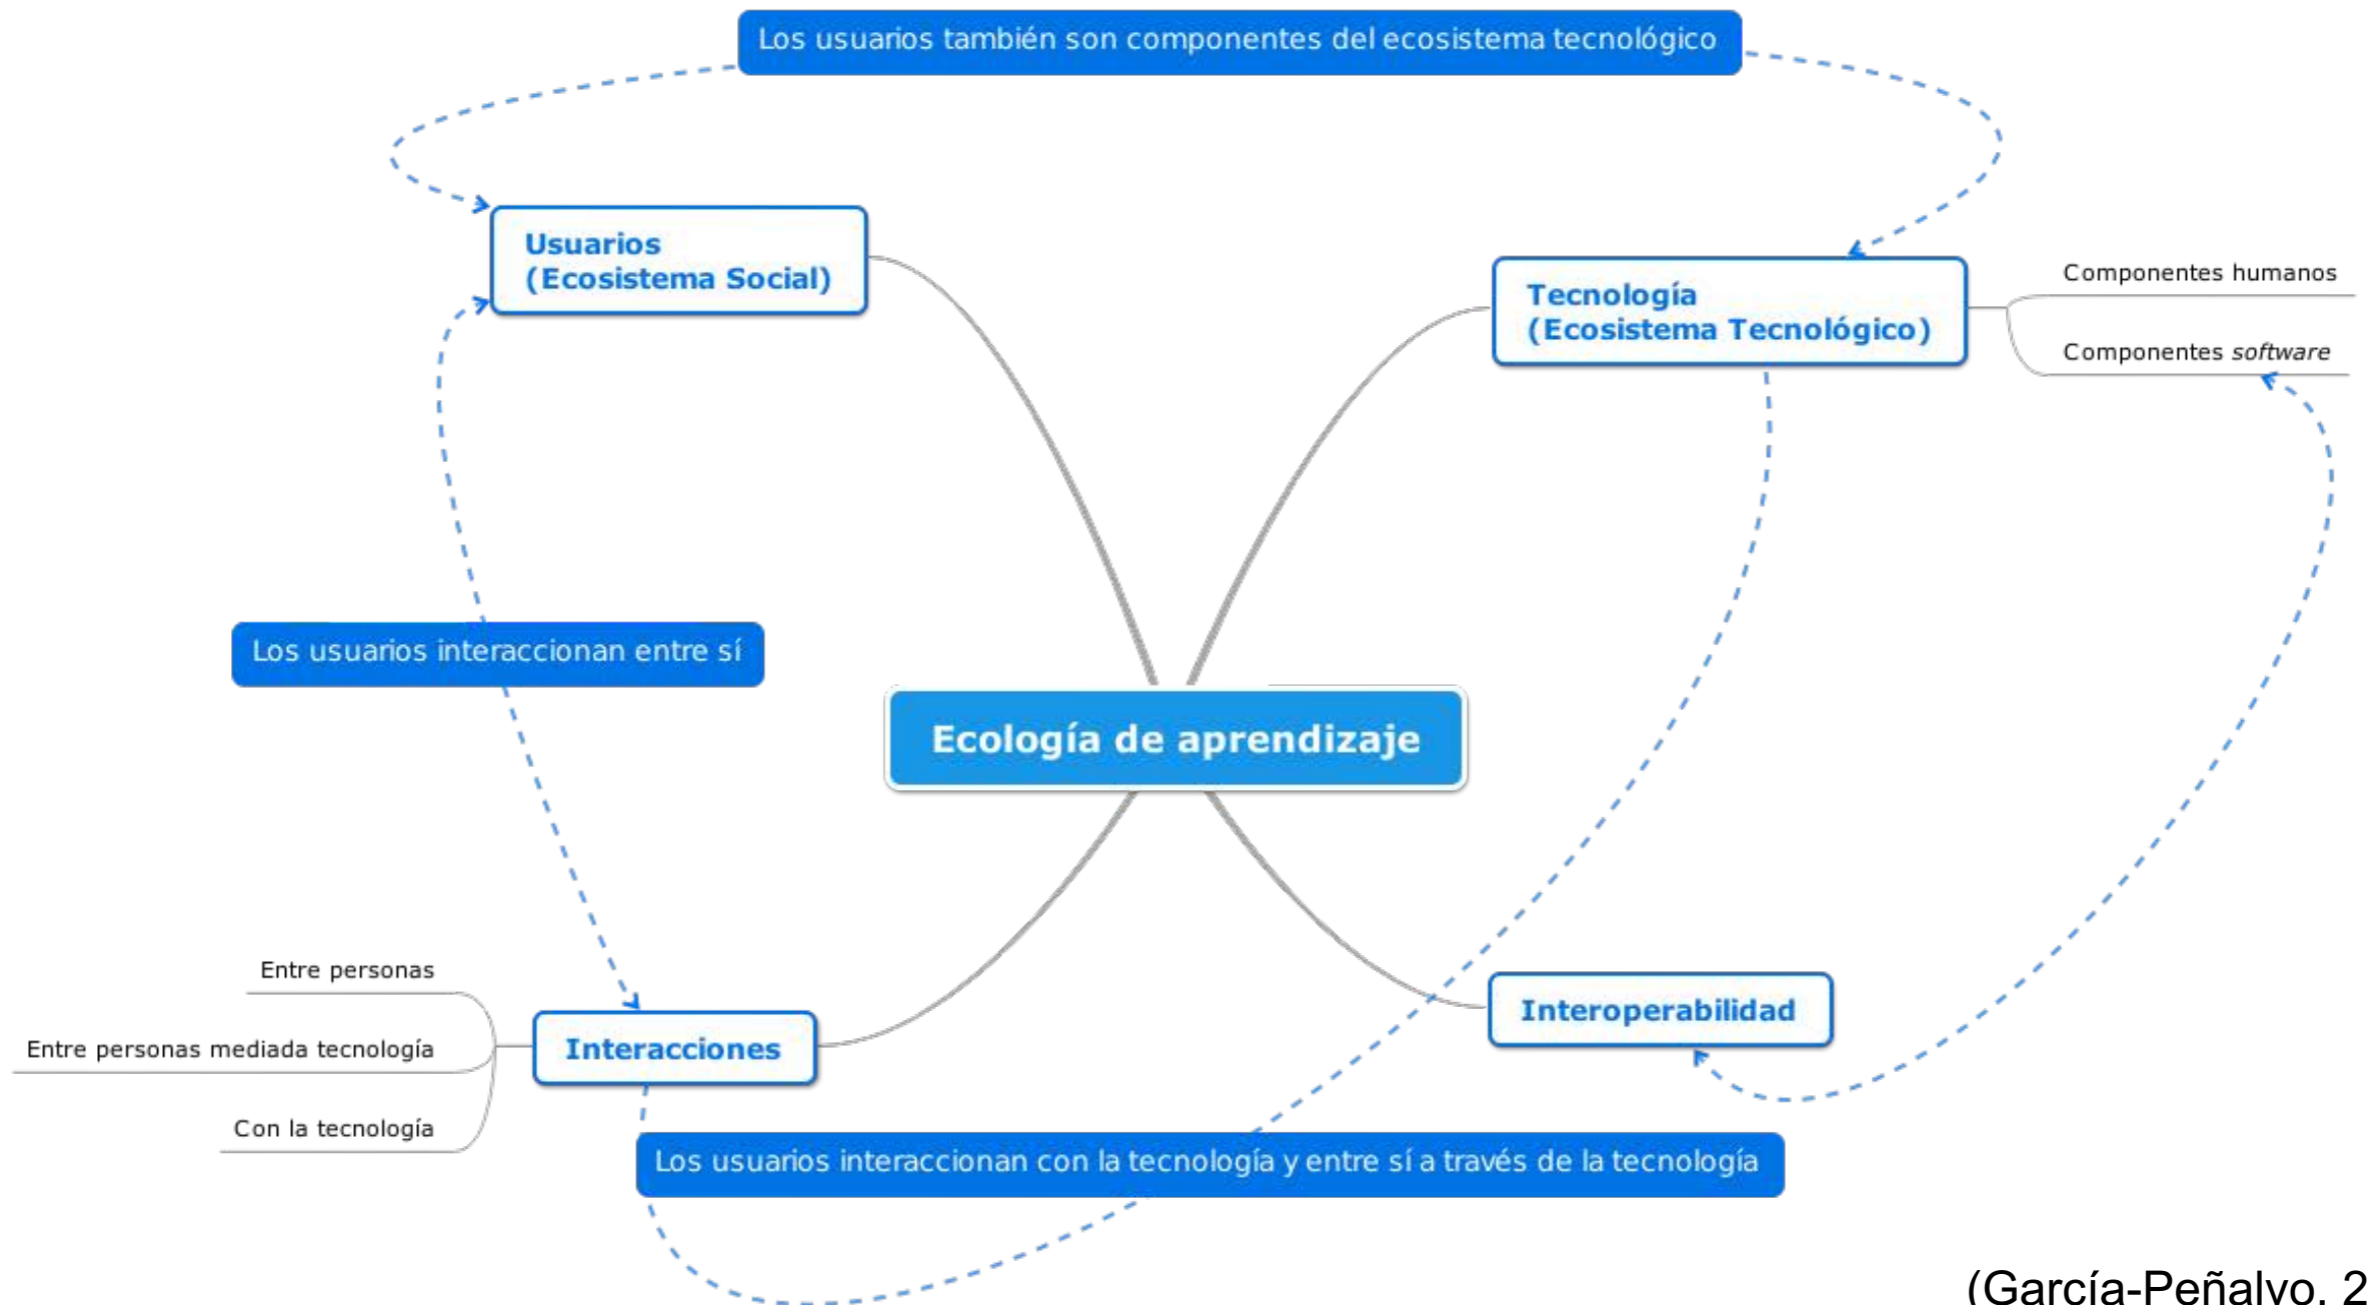 Los usuarios también son componentes del ecosistema tecnológico
Usuarios
(Ecosistema Social)
Tecnología
(Ecosistema Tecnológico)
Componentes humanos
Componentes software
Los usuarios interaccionan entre sí
Ecología de aprendizaje
Entre personas
Entre personas mediada tecnología
Con la tecnología
Interacciones
Interoperabilidad
Los usuarios interaccionan con la tecnología y entre sí a través de la tecnología
(García-Peñalvo, 2